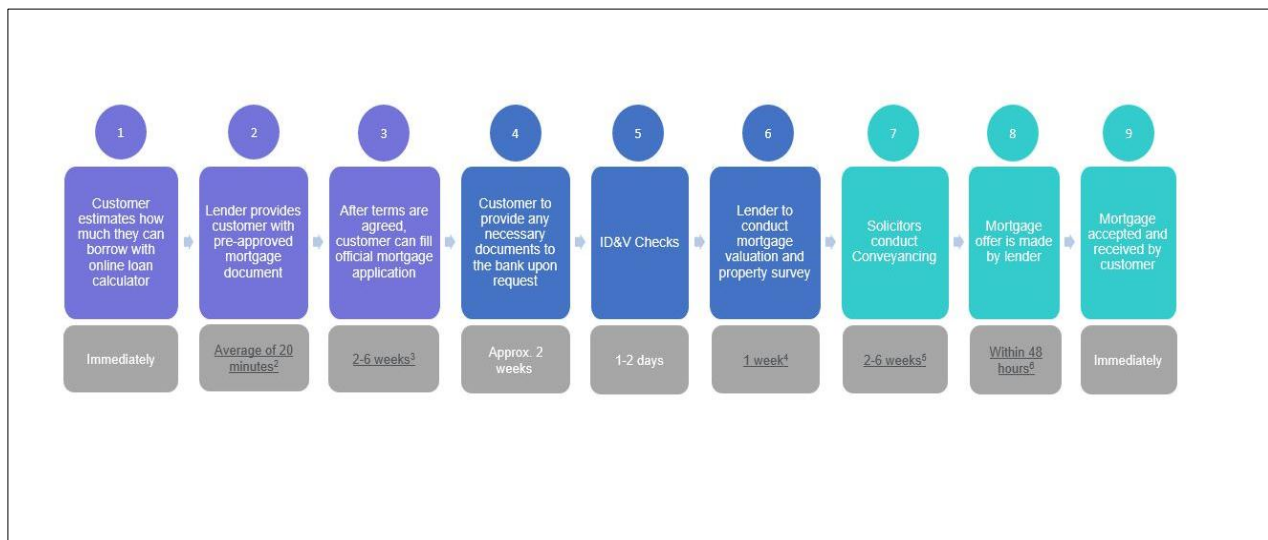 1
2
3
4
5
6
7
8
9
Customer
estimates how
much they can
borrow with
online loan
calculator
Lender provides
customer with
pre-approved
mortgage
document
After terms are
agreed,
customer can fill
official mortgage
application
Customer to
provide any
necessary
documents to
the bank upon
request
ID&V Checks
Lender to
conduct
mortgage
valuation and
property survey
Solicitors
conduct
Conveyancing
Mortgage
offer is made
by lender
Mortgage
accepted and
received by
customer
Immediately
Average of 20
minutes²
2-6 weeks³
Approx. 2
weeks
1-2 days
1 week⁴
2-6 weeks⁶
Within 48
hours⁶
Immediately